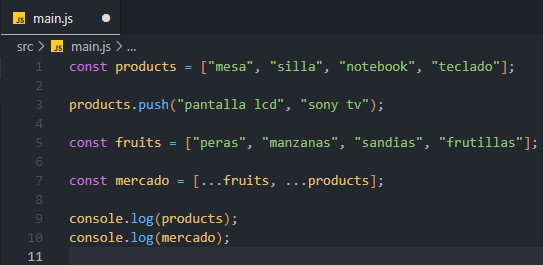 JS main.js
src > JS main.js > ...
1 const products = ["mesa", "silla", "notebook", "teclado"];
2
3 products.push("pantalla lcd", "sony tv");
4
5 const fruits = ["peras", "manzanas", "sandias", "frutillas"];
6
7 const mercado = [...fruits, ...products];
8
9 console.log(products);
10 console.log(mercado);
11